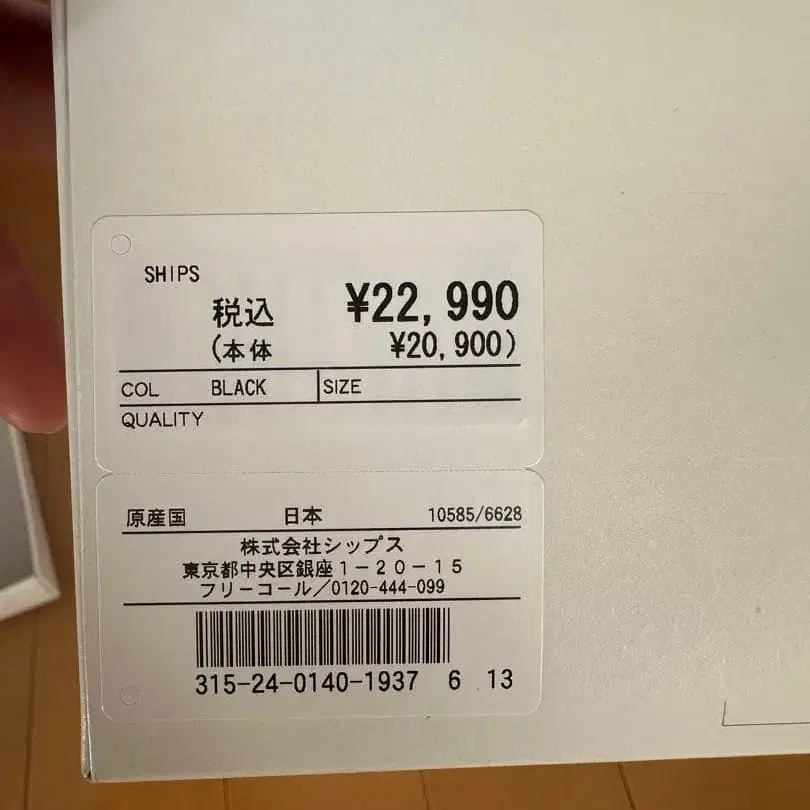 SHIPS
税込 ¥22,990
(本体 ¥20,900)
COL BLACK SIZE
QUALITY
原産国 日本 10585/6628
株式会社シップス
東京都中央区銀座1-20-15
フリーコール/0120-444-099
315-24-0140-1937 6 13